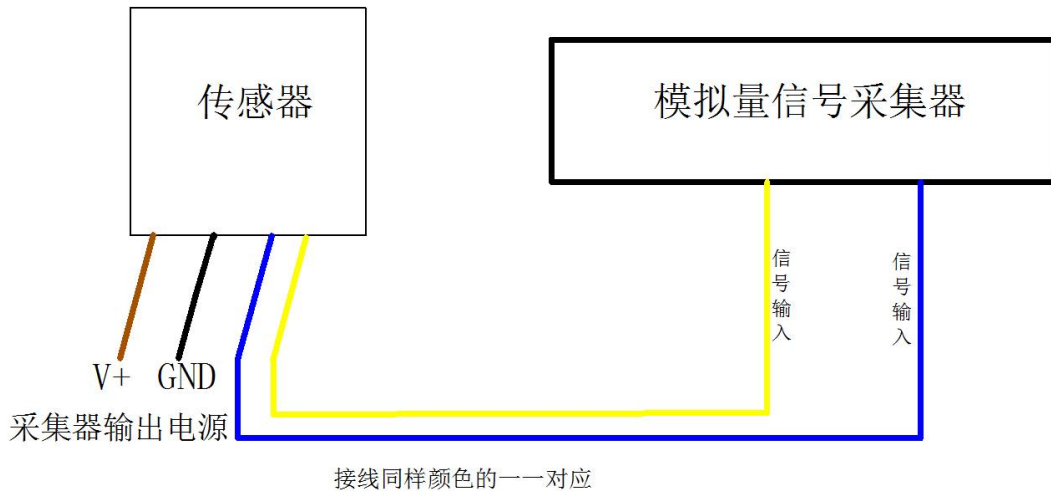 传感器
模拟量信号采集器
信号输入
信号输入
V+ GND
采集器输出电源
接线同样颜色的一一对应